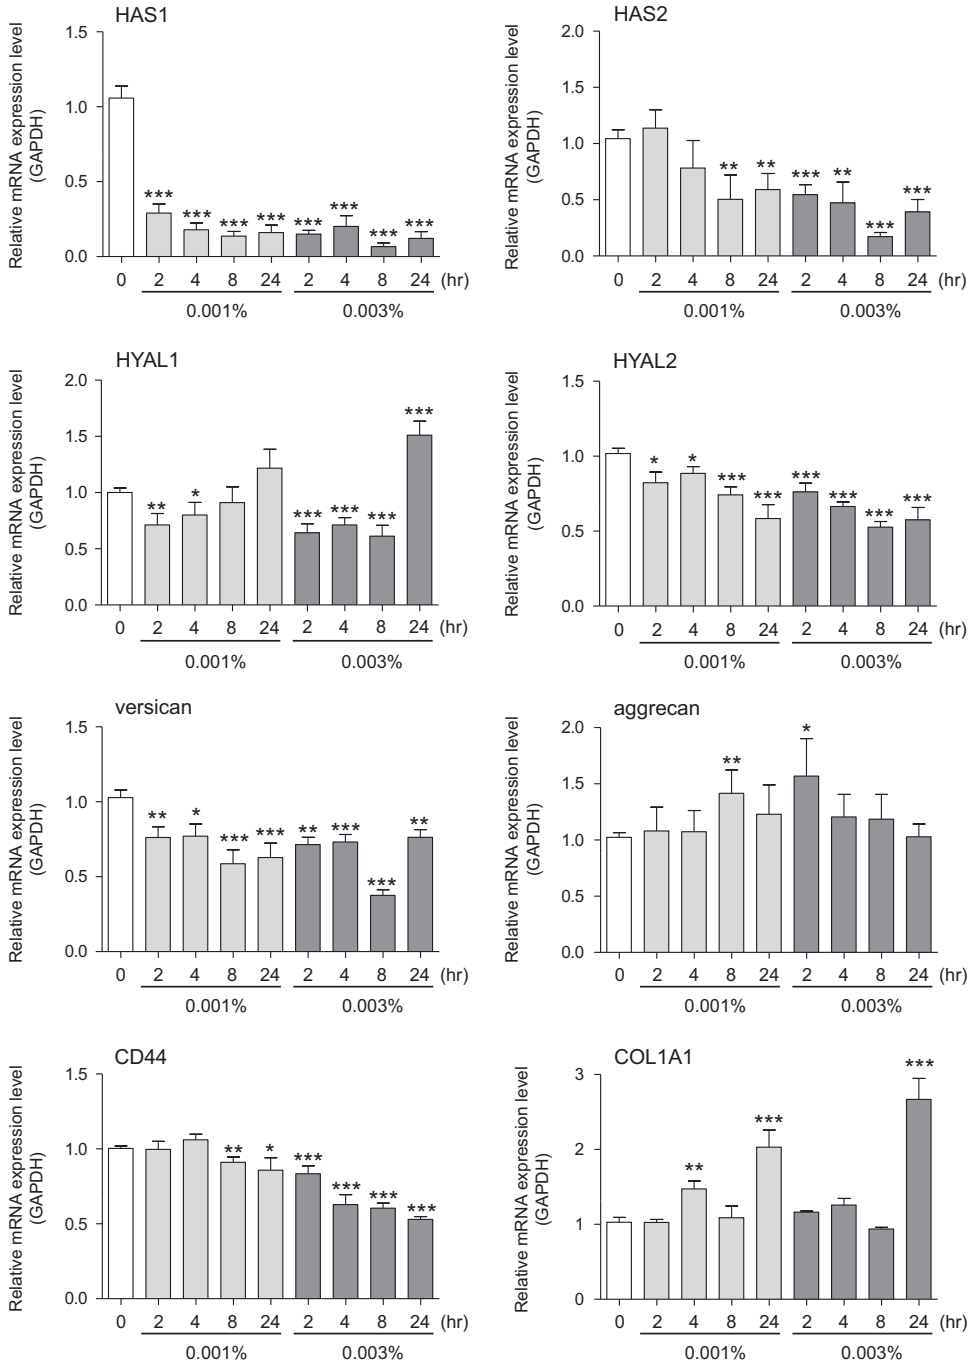 HAS1
Relative mRNA expression level
(GAPDH)
1.5
1.0
0.5
0.0
***
***
***
***
***
***
***
***
0 2 4 8 24 2 4 8 24 (hr)
0.001% 0.003%
HAS2
Relative mRNA expression level
(GAPDH)
2.0
1.5
1.0
0.5
0.0
**
**
***
**
***
***
0 2 4 8 24 2 4 8 24 (hr)
0.001% 0.003%
HYAL1
Relative mRNA expression level
(GAPDH)
2.0
1.5
1.0
0.5
0.0
**
*
***
***
***
***
0 2 4 8 24 2 4 8 24 (hr)
0.001% 0.003%
HYAL2
Relative mRNA expression level
(GAPDH)
1.5
1.0
0.5
0.0
*
*
***
***
***
***
***
***
0 2 4 8 24 2 4 8 24 (hr)
0.001% 0.003%
versican
Relative mRNA expression level
(GAPDH)
1.5
1.0
0.5
0.0
**
*
***
***
**
***
***
**
0 2 4 8 24 2 4 8 24 (hr)
0.001% 0.003%
aggrecan
Relative mRNA expression level
(GAPDH)
2.0
1.5
1.0
0.5
0.0
**
*
0 2 4 8 24 2 4 8 24 (hr)
0.001% 0.003%
CD44
Relative mRNA expression level
(GAPDH)
1.5
1.0
0.5
0.0
**
*
***
***
***
***
0 2 4 8 24 2 4 8 24 (hr)
0.001% 0.003%
COL1A1
Relative mRNA expression level
(GAPDH)
3
2
1
0
**
***
***
0 2 4 8 24 2 4 8 24 (hr)
0.001% 0.003%